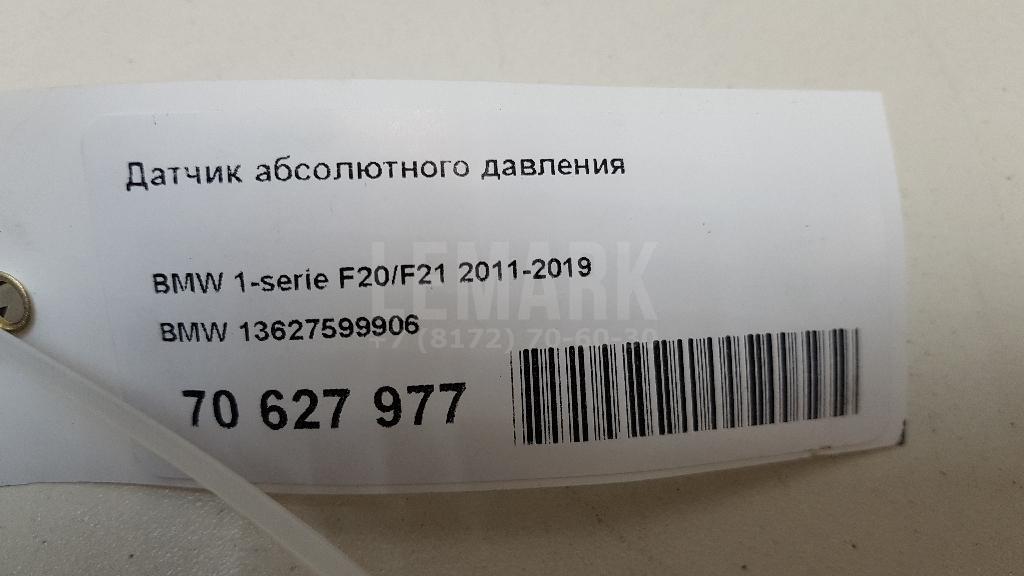 Датчик абсолютного давления
BMW 1-serie F20/F21 2011-2019
LEMARK
BMW 13627599906
+7 (8172) 70-60-30
70 627 977